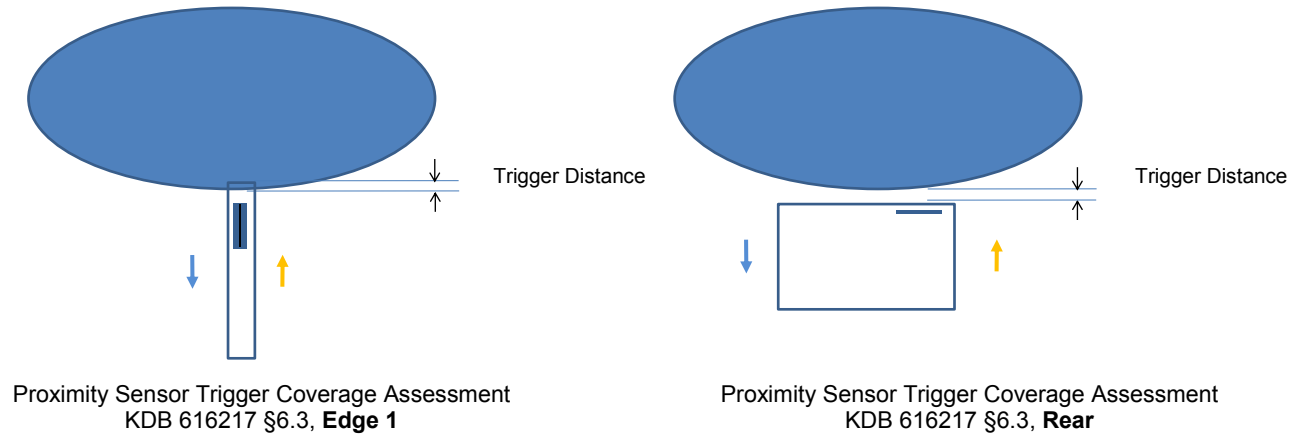 Trigger Distance
Trigger Distance
Proximity Sensor Trigger Coverage Assessment
KDB 616217 §6.3, Edge 1
Proximity Sensor Trigger Coverage Assessment
KDB 616217 §6.3, Rear